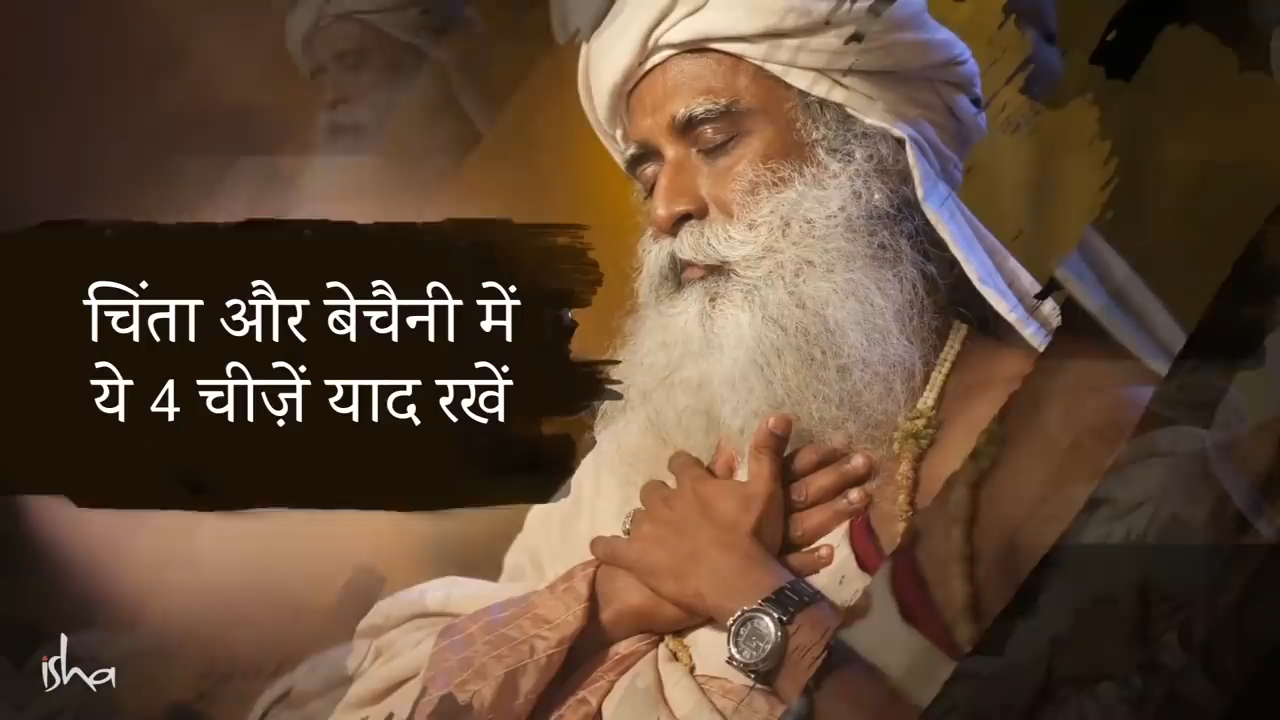 चिंता और बेचैनी में
ये 4 चीज़ें याद रखें
isha